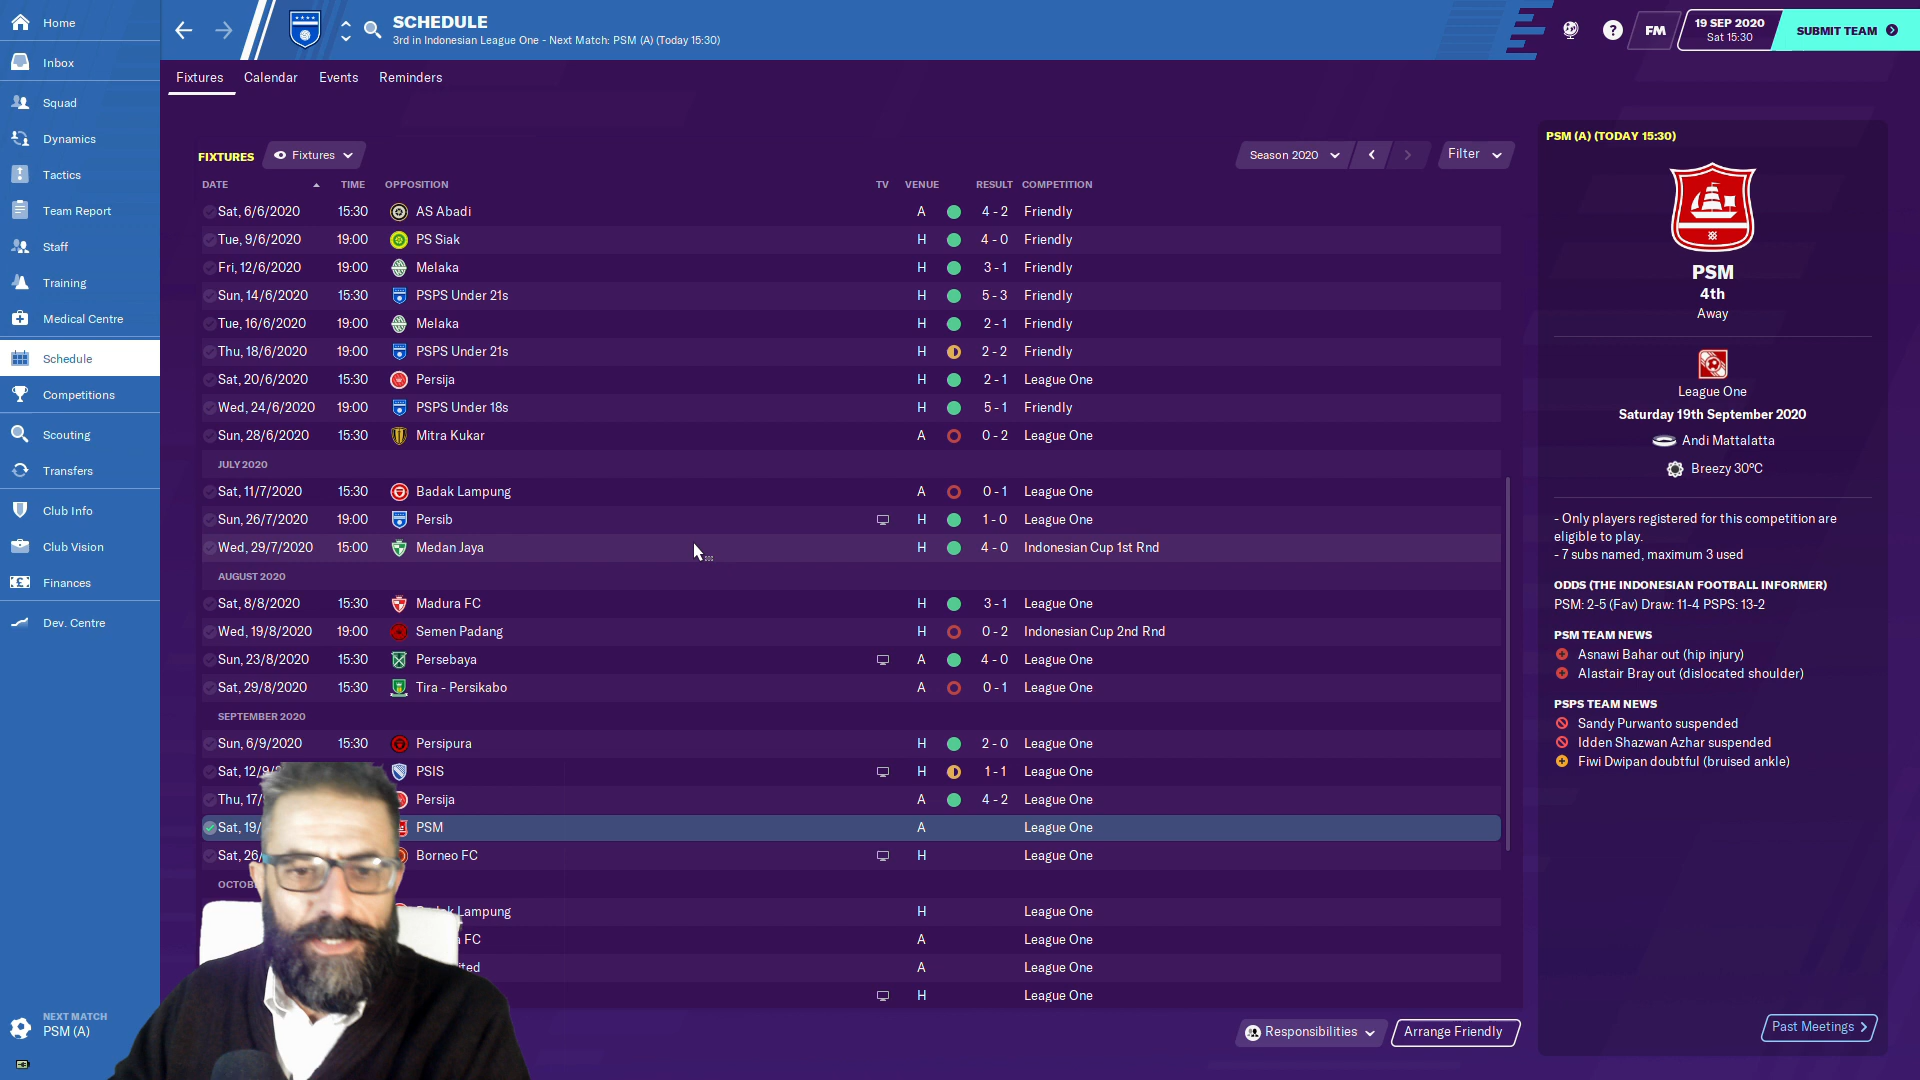 Home
Inbox
Squad
Dynamics
Tactics
Team Report
Staff
Training
Medical Centre
Schedule
Competitions
Scouting
Transfers
Club Info
Club Vision
Finances
Dev. Centre
NEXT MATCH
PSM (A)
SCHEDULE
3rd in Indonesian League One - Next Match: PSM (A) (Today 15:30)
FM
19 SEP 2020
Sat 15:30
SUBMIT TEAM
Fixtures Calendar Events Reminders
FIXTURES Fixtures Season 2020 Filter
DATE TIME OPPOSITION TV VENUE RESULT COMPETITION
Sat, 6/6/2020 15:30 AS Abadi A 4 - 2 Friendly
Tue, 9/6/2020 19:00 PS Siak H 4 - 0 Friendly
Fri, 12/6/2020 19:00 Melaka H 3 - 1 Friendly
Sun, 14/6/2020 15:30 PSPS Under 21s H 5 - 3 Friendly
Tue, 16/6/2020 19:00 Melaka H 2 - 1 Friendly
Thu, 18/6/2020 19:00 PSPS Under 21s H 2 - 2 Friendly
Sat, 20/6/2020 15:30 Persija H 2 - 1 League One
Wed, 24/6/2020 19:00 PSPS Under 18s H 5 - 1 Friendly
Sun, 28/6/2020 15:30 Mitra Kukar A 0 - 2 League One
JULY 2020
Sat, 11/7/2020 15:30 Badak Lampung A 0 - 1 League One
Sun, 26/7/2020 19:00 Persib H 1 - 0 League One
Wed, 29/7/2020 15:00 Medan Jaya H 4 - 0 Indonesian Cup 1st Rnd
AUGUST 2020
Sat, 8/8/2020 15:30 Madura FC H 3 - 1 League One
Wed, 19/8/2020 19:00 Semen Padang H 0 - 2 Indonesian Cup 2nd Rnd
Sun, 23/8/2020 15:30 Persebaya A 4 - 0 League One
Sat, 29/8/2020 15:30 Tira - Persikabo A 0 - 1 League One
SEPTEMBER 2020
Sun, 6/9/2020 15:30 Persipura H 2 - 0 League One
Sat, 12/9/ PSIS H 1 - 1 League One
Thu, 17/ Persija A 4 - 2 League One
Sat, 19/ PSM A League One
Sat, 26/ Borneo FC H League One
OCTOB
Lampung H League One
FC A League One
A League One
H League One
Responsibilities Arrange Friendly
PSM (A) (TODAY 15:30)
PSM
4th
Away
League One
Saturday 19th September 2020
Andi Mattalatta
Breezy 30ºC
- Only players registered for this competition are
eligible to play.
- 7 subs named, maximum 3 used
ODDS (THE INDONESIAN FOOTBALL INFORMER)
PSM: 2-5 (Fav) Draw: 11-4 PSPS: 13-2
PSM TEAM NEWS
Asnawi Bahar out (hip injury)
Alastair Bray out (dislocated shoulder)
PSPS TEAM NEWS
Sandy Purwanto suspended
Idden Shazwan Azhar suspended
Fiwi Dwipan doubtful (bruised ankle)
Past Meetings